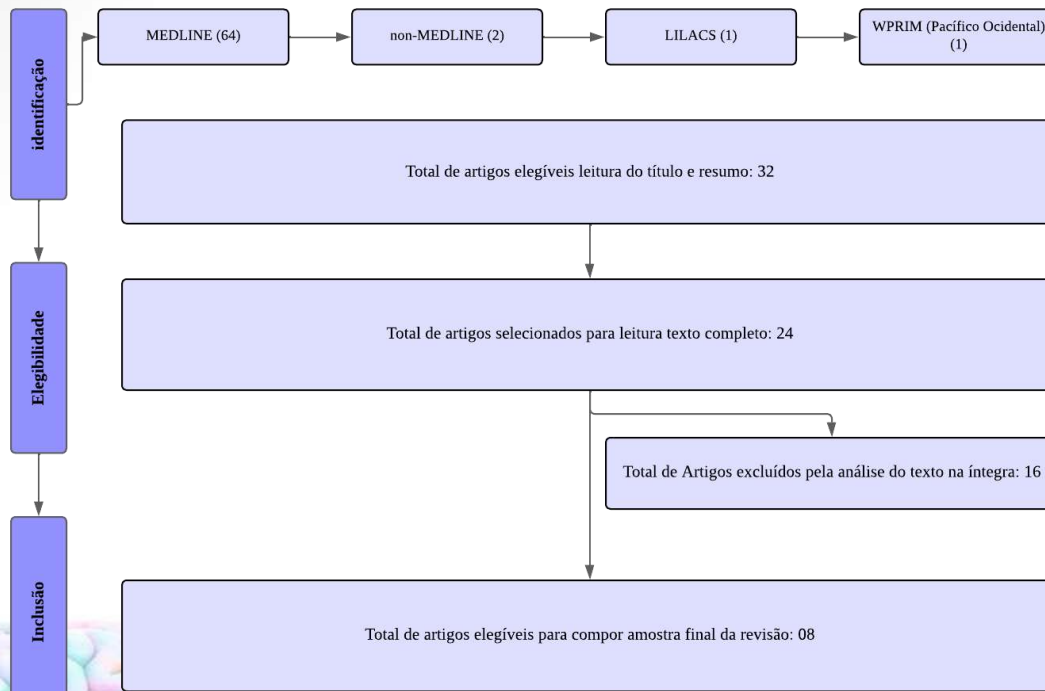 identificação
MEDLINE (64)
non-MEDLINE (2)
LILACS (1)
WPRIM (Pacífico Ocidental)
(1)
Total de artigos elegíveis leitura do título e resumo: 32
Elegibilidade
Total de artigos selecionados para leitura texto completo: 24
Total de Artigos excluídos pela análise do texto na íntegra: 16
Inclusão
Total de artigos elegíveis para compor amostra final da revisão: 08